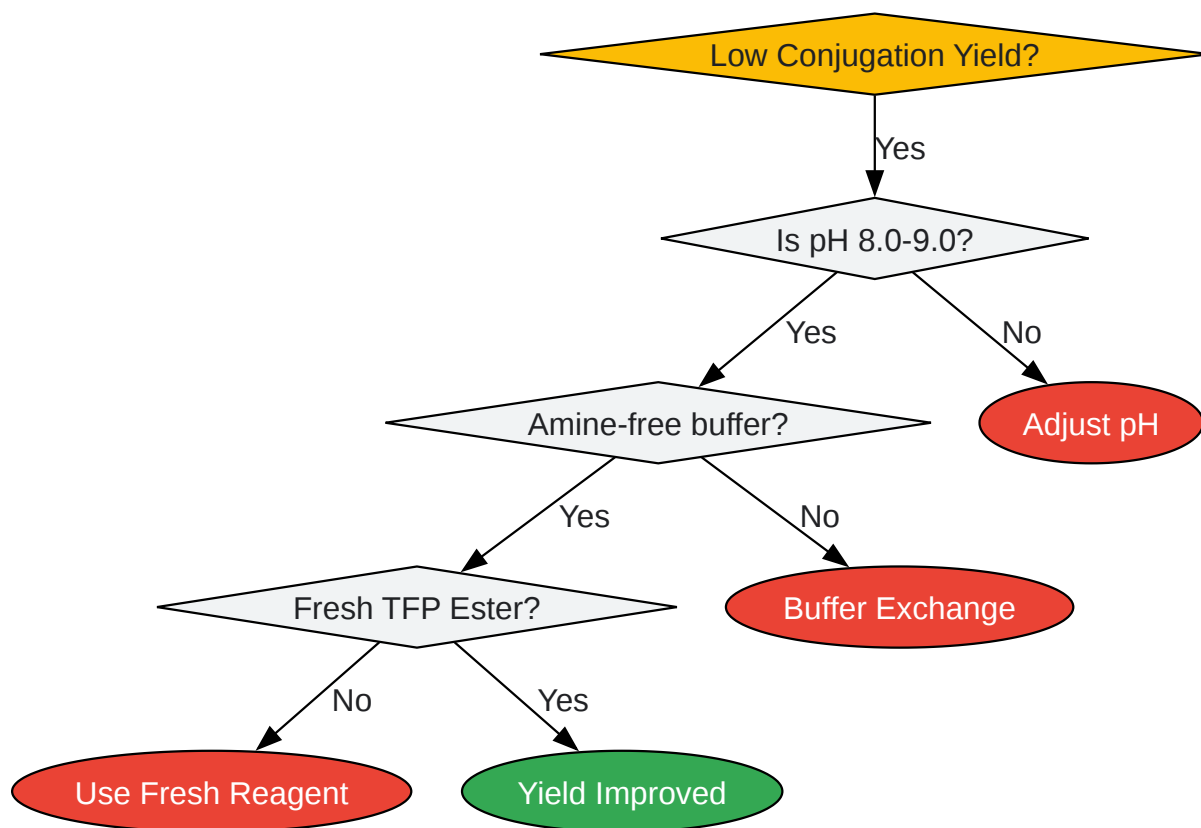 Low Conjugation Yield?
Yes
Is pH 8.0-9.0?
Yes
No
Amine-free buffer?
Adjust pH
Yes
No
Fresh TFP Ester?
Buffer Exchange
No
Yes
Use Fresh Reagent
Yield Improved